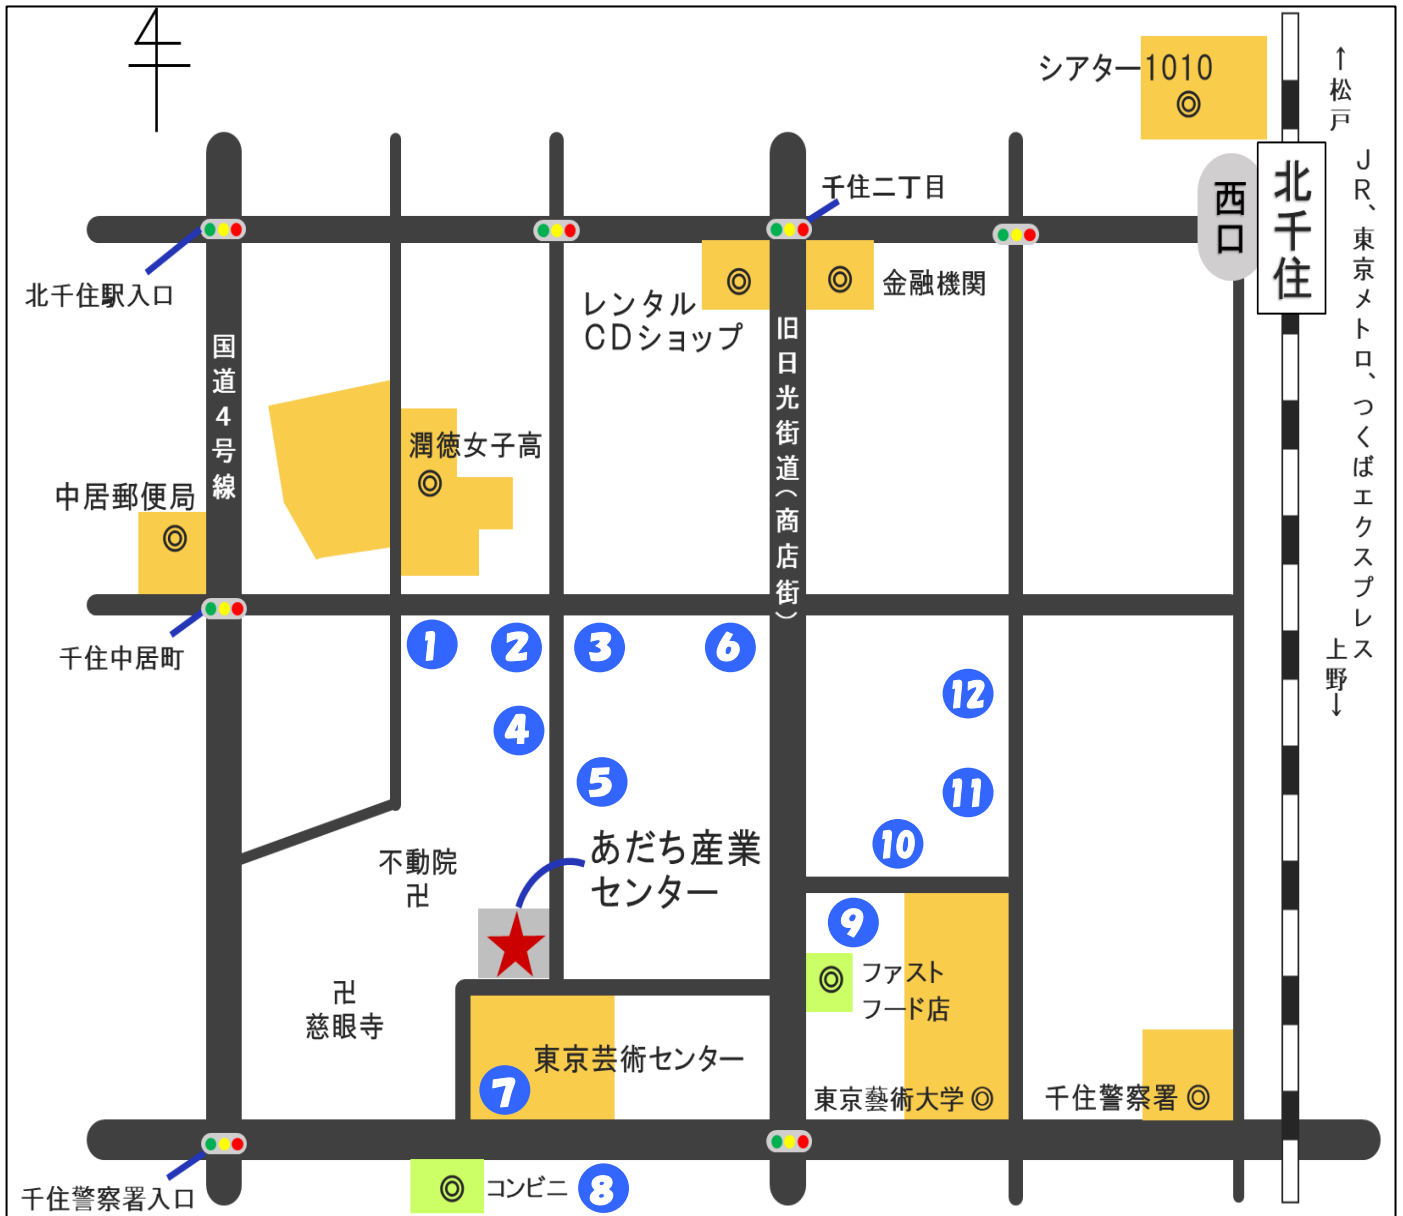 シアター1010
↑松戸
北千住
西口
JR、東京メトロ、つくばエクスプレス
千住二丁目
北千住駅入口
レンタル
CDショップ
金融機関
国道4号線
旧日光街道(商店街)
潤徳女子高
中居郵便局
千住中居町
上野↓
1
2
3
6
12
4
5
11
10
あだち産業
センター
不動院
卍
9
ファスト
フード店
卍
慈眼寺
東京芸術センター
7
東京藝術大学
千住警察署
千住警察署入口
コンビニ
8